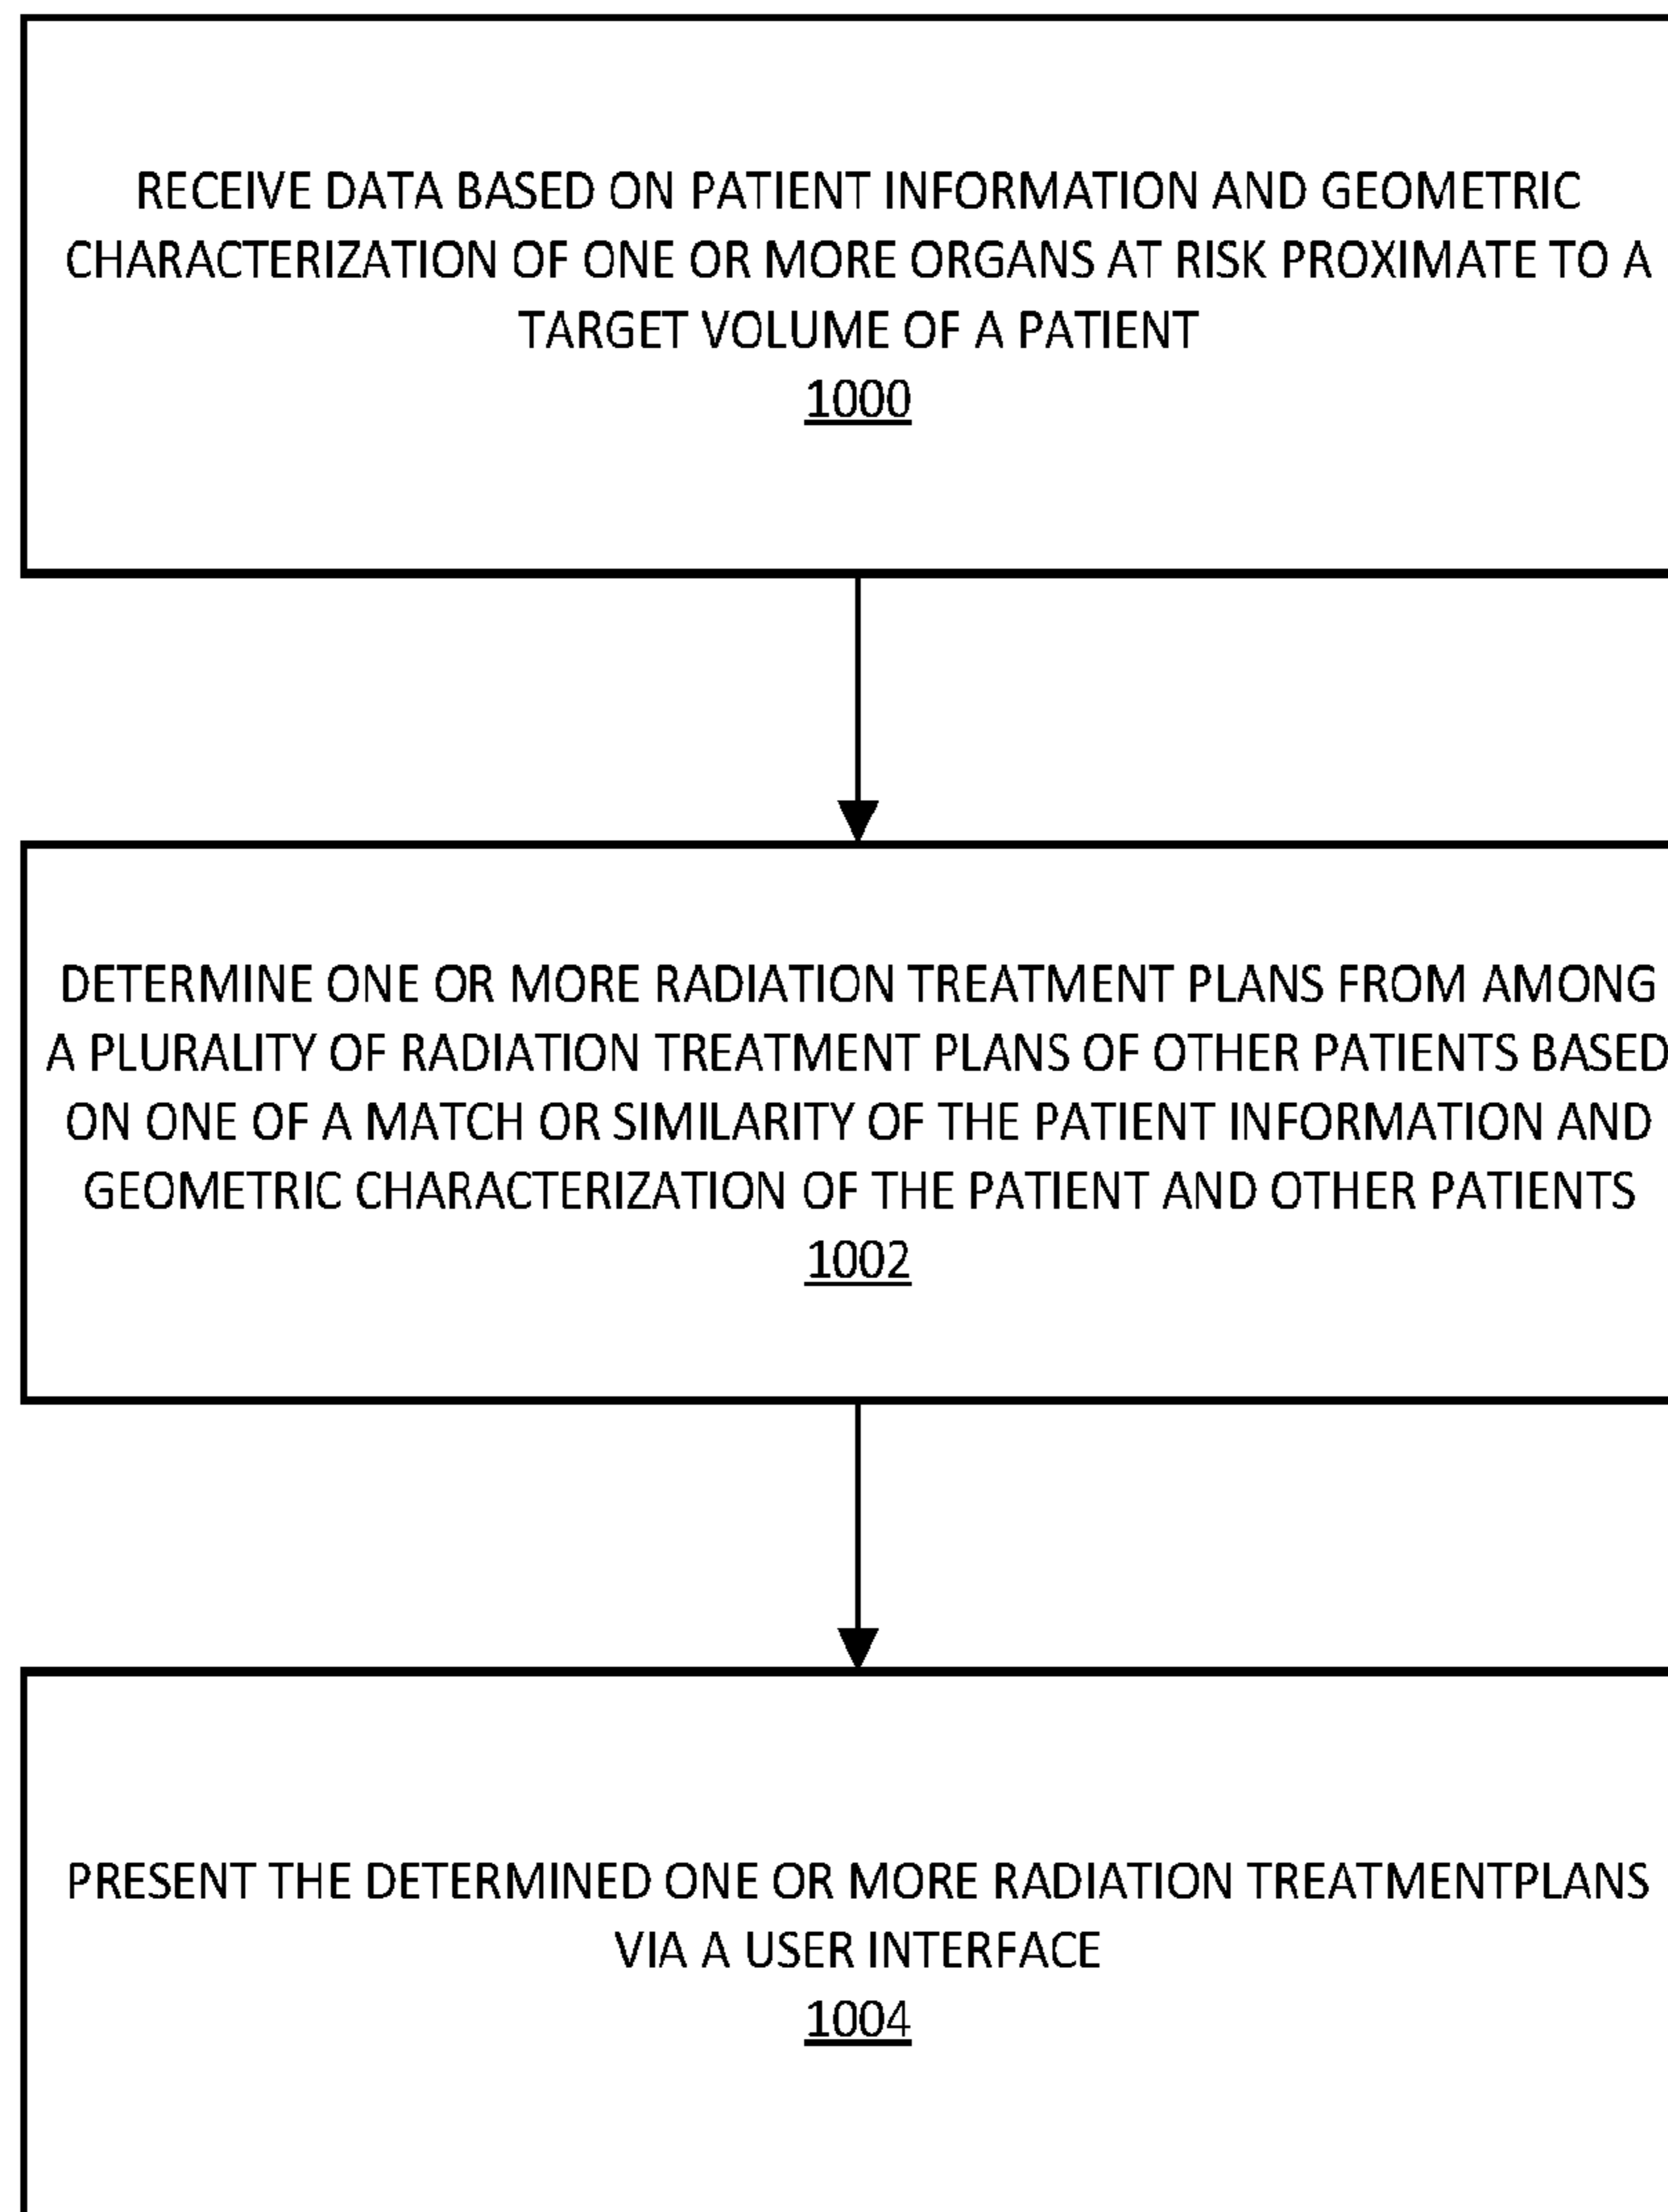 RECEIVE DATA BASED ON PATIENT INFORMATION AND GEOMETRIC
CHARACTERIZATION OF ONE OR MORE ORGANS AT RISK PROXIMATE TO A
TARGET VOLUME OF A PATIENT
1000
DETERMINE ONE OR MORE RADIATION TREATMENT PLANS FROM AMONG
A PLURALITY OF RADIATION TREATMENT PLANS OF OTHER PATIENTS BASED
ON ONE OF A MATCH OR SIMILARITY OF THE PATIENT INFORMATION AND
GEOMETRIC CHARACTERIZATION OF THE PATIENT AND OTHER PATIENTS
1002
PRESENT THE DETERMINED ONE OR MORE RADIATION TREATMENTPLANS
VIA A USER INTERFACE
1004